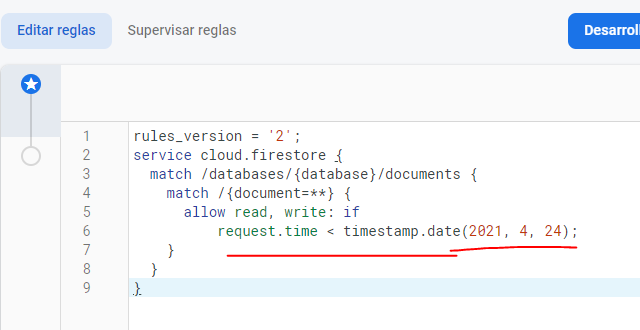 Editar reglas
Supervisar reglas
1 rules_version = '2';
2 service cloud.firestore {
3 match /databases/{database}/documents {
4 match /{document=**} {
5 allow read, write: if
6 request.time < timestamp.date(2021, 4, 24);
7 }
8 }
9 }